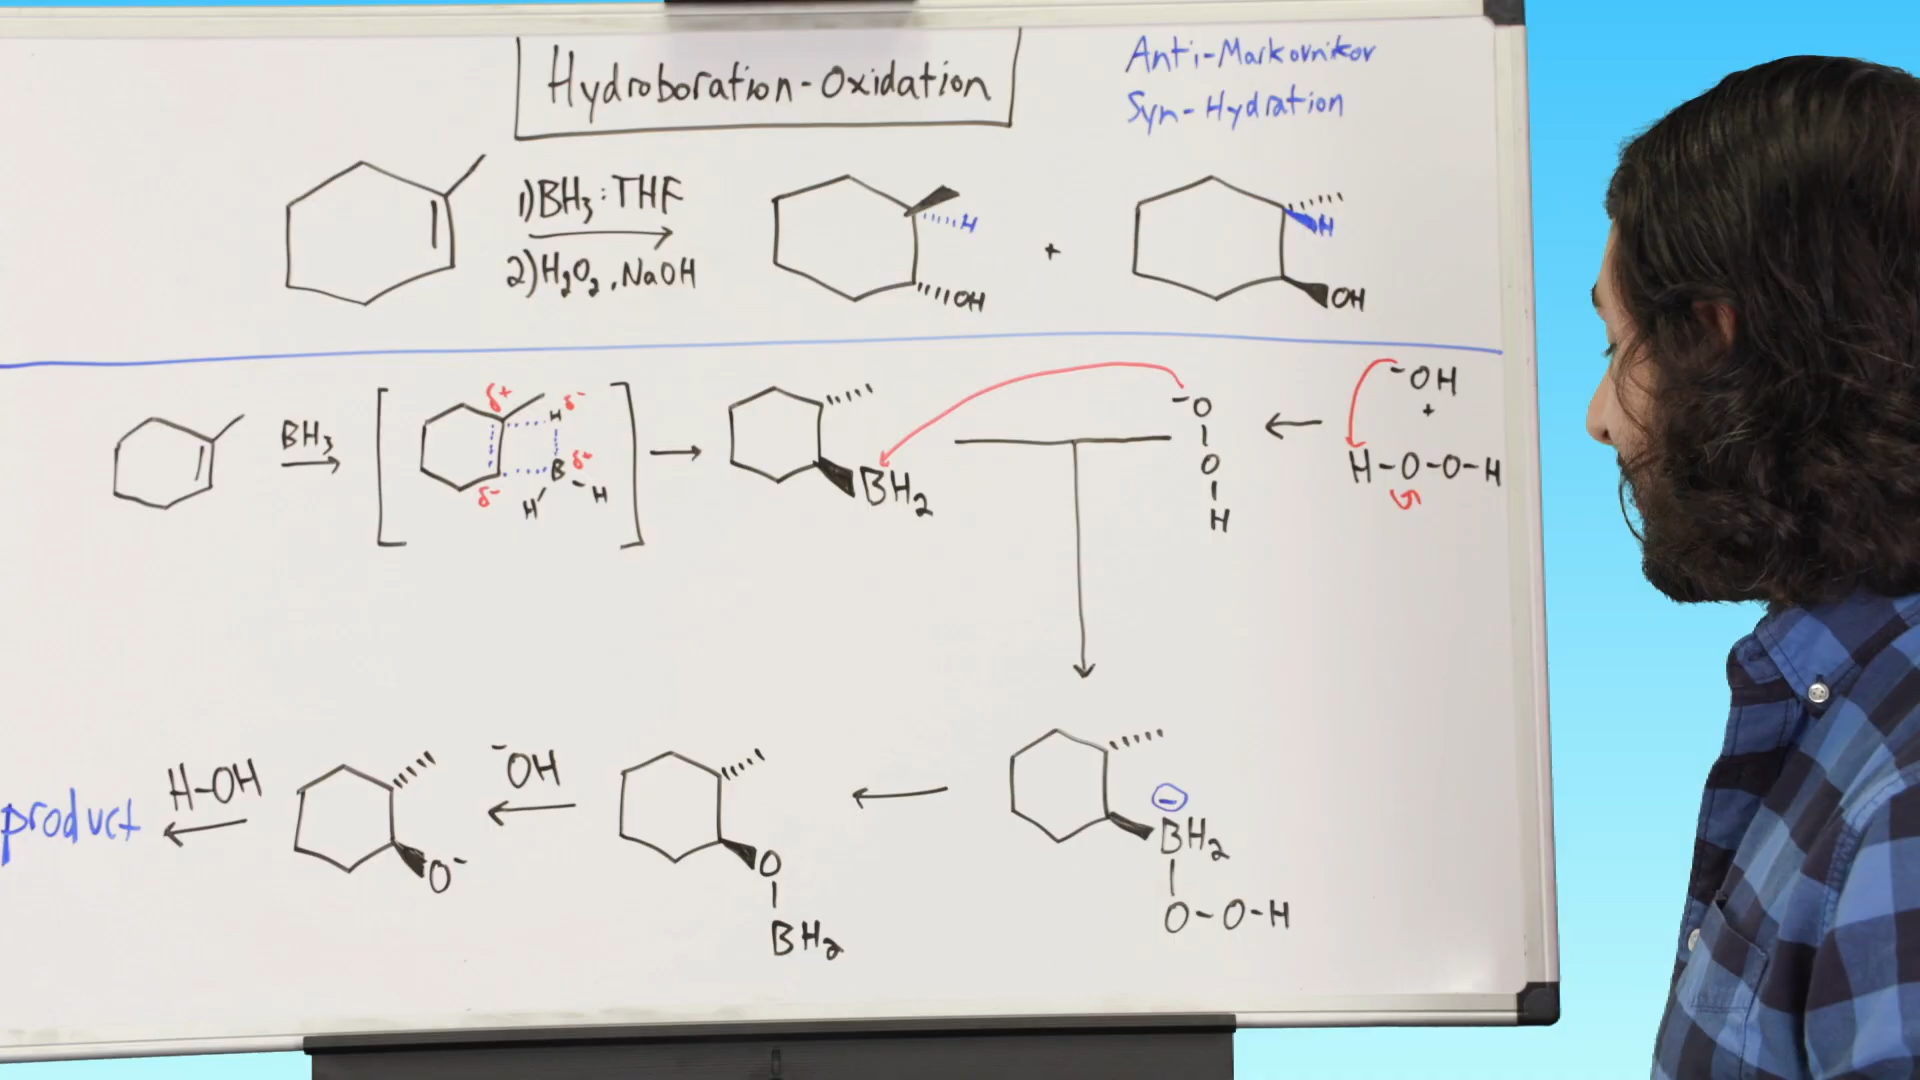 Hydroboration-Oxidation
Anti-Markovnikov
Syn-Hydration
1) BH₃:THF
2) H₂O₂, NaOH
H
OH
+
H
OH
BH₃
δ+
H δ-
B δ+
δ-
H
H
BH₂
-O
O
H
-OH
+
H-O-O-H
product
H-OH
O-
-OH
O
BH₂
-
BH₂
O-O-H